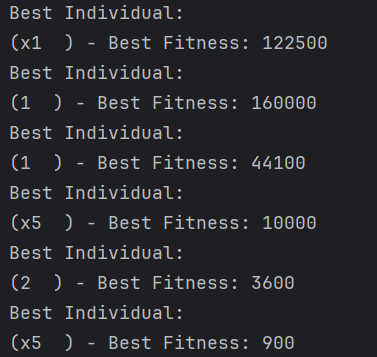 Best Individual:
(x1  ) - Best Fitness: 122500
Best Individual:
(1  ) - Best Fitness: 160000
Best Individual:
(1  ) - Best Fitness: 44100
Best Individual:
(x5  ) - Best Fitness: 10000
Best Individual:
(2  ) - Best Fitness: 3600
Best Individual:
(x5  ) - Best Fitness: 900